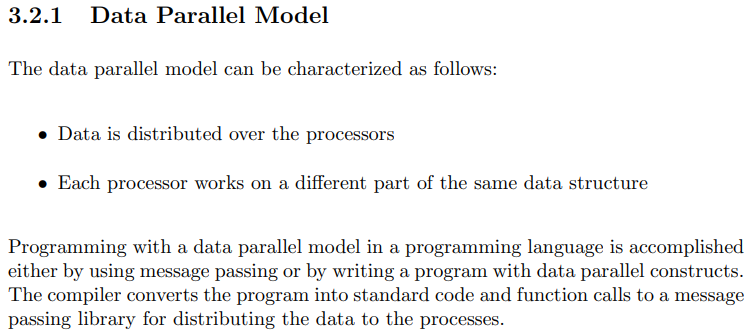 3.2.1 Data Parallel Model
The data parallel model can be characterized as follows:
• Data is distributed over the processors
• Each processor works on a different part of the same data structure
Programming with a data parallel model in a programming language is accomplished
either by using message passing or by writing a program with data parallel constructs.
The compiler converts the program into standard code and function calls to a message
passing library for distributing the data to the processes.